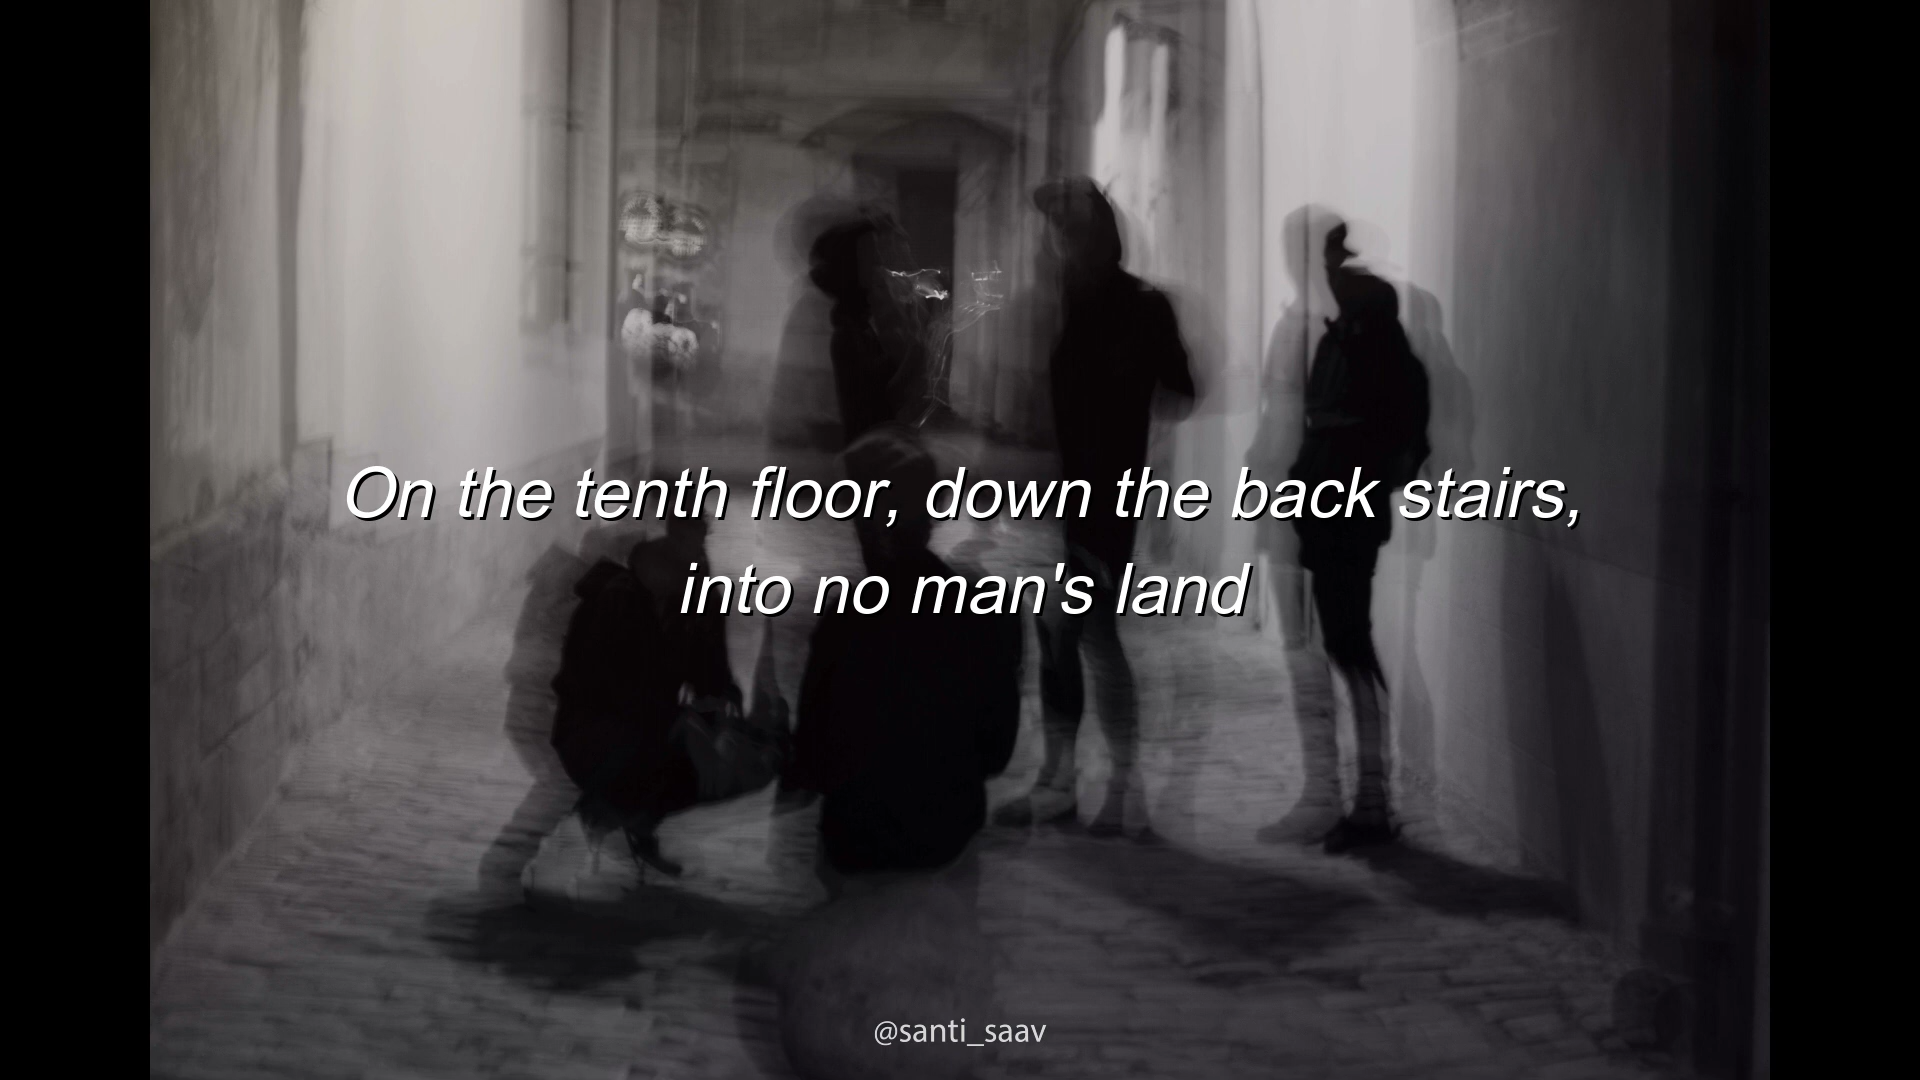 On the tenth floor, down the back stairs,
into no man's land
@santi_saav